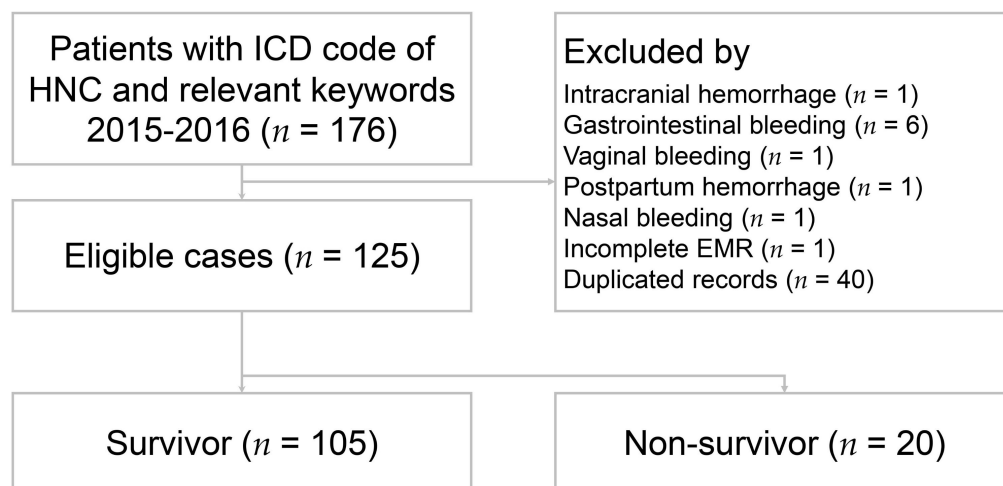 Patients with ICD code of
HNC and relevant keywords
2015-2016 (n = 176)
Excluded by
Intracranial hemorrhage (n = 1)
Gastrointestinal bleeding (n = 6)
Vaginal bleeding (n = 1)
Postpartum hemorrhage (n = 1)
Nasal bleeding (n = 1)
Incomplete EMR (n = 1)
Duplicated records (n = 40)
Eligible cases (n = 125)
Survivor (n = 105)
Non-survivor (n = 20)